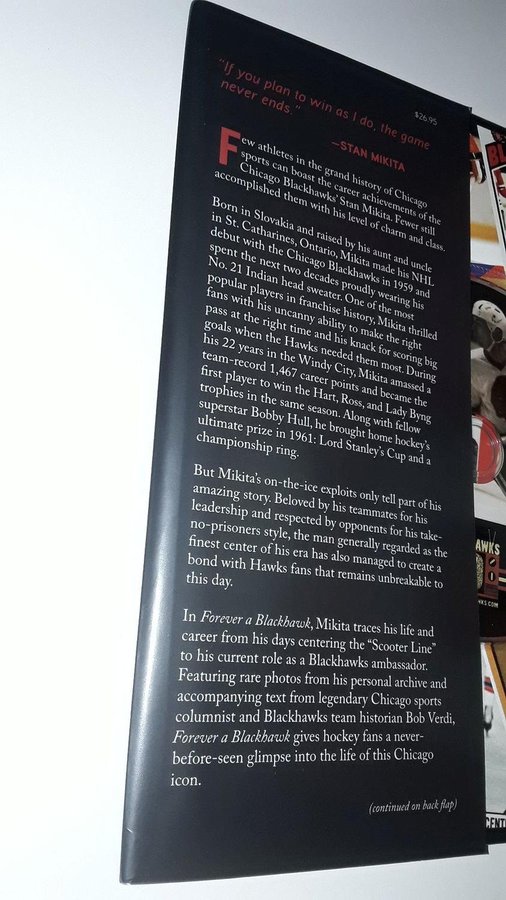 "If you plan to win as I do, the game
never ends."
—STAN MIKITA
$26.95
Few athletes in the grand history of Chicago
sports can boast the career achievements of the
Chicago Blackhawks' Stan Mikita. Fewer still
accomplished them with his level of charm and class.
Born in Slovakia and raised by his aunt and uncle
in St. Catharines, Ontario, Mikita made his NHL
debut with the Chicago Blackhawks in 1959 and
spent the next two decades proudly wearing his
No. 21 Indian head sweater. One of the most
popular players in franchise history, Mikita thrilled
fans with his uncanny ability to make the right
pass at the right time and his knack for scoring big
goals when the Hawks needed them most. During
his 22 years in the Windy City, Mikita amassed a
team-record 1,467 career points and became the
first player to win the Hart, Ross, and Lady Byng
trophies in the same season. Along with fellow
superstar Bobby Hull, he brought home hockey's
ultimate prize in 1961: Lord Stanley's Cup and a
championship ring.
But Mikita's on-the-ice exploits only tell part of his
amazing story. Beloved by his teammates for his
leadership and respected by opponents for his take-
no-prisoners style, the man generally regarded as the
finest center of his era has also managed to create a
bond with Hawks fans that remains unbreakable to
this day.
In Forever a Blackhawk, Mikita traces his life and
career from his days centering the "Scooter Line"
to his current role as a Blackhawks ambassador.
Featuring rare photos from his personal archive and
accompanying text from legendary Chicago sports
columnist and Blackhawks team historian Bob Verdi,
Forever a Blackhawk gives hockey fans a never-
before-seen glimpse into the life of this Chicago
icon.
(continued on back flap)
BL
AWKS
KS.COM
CENT